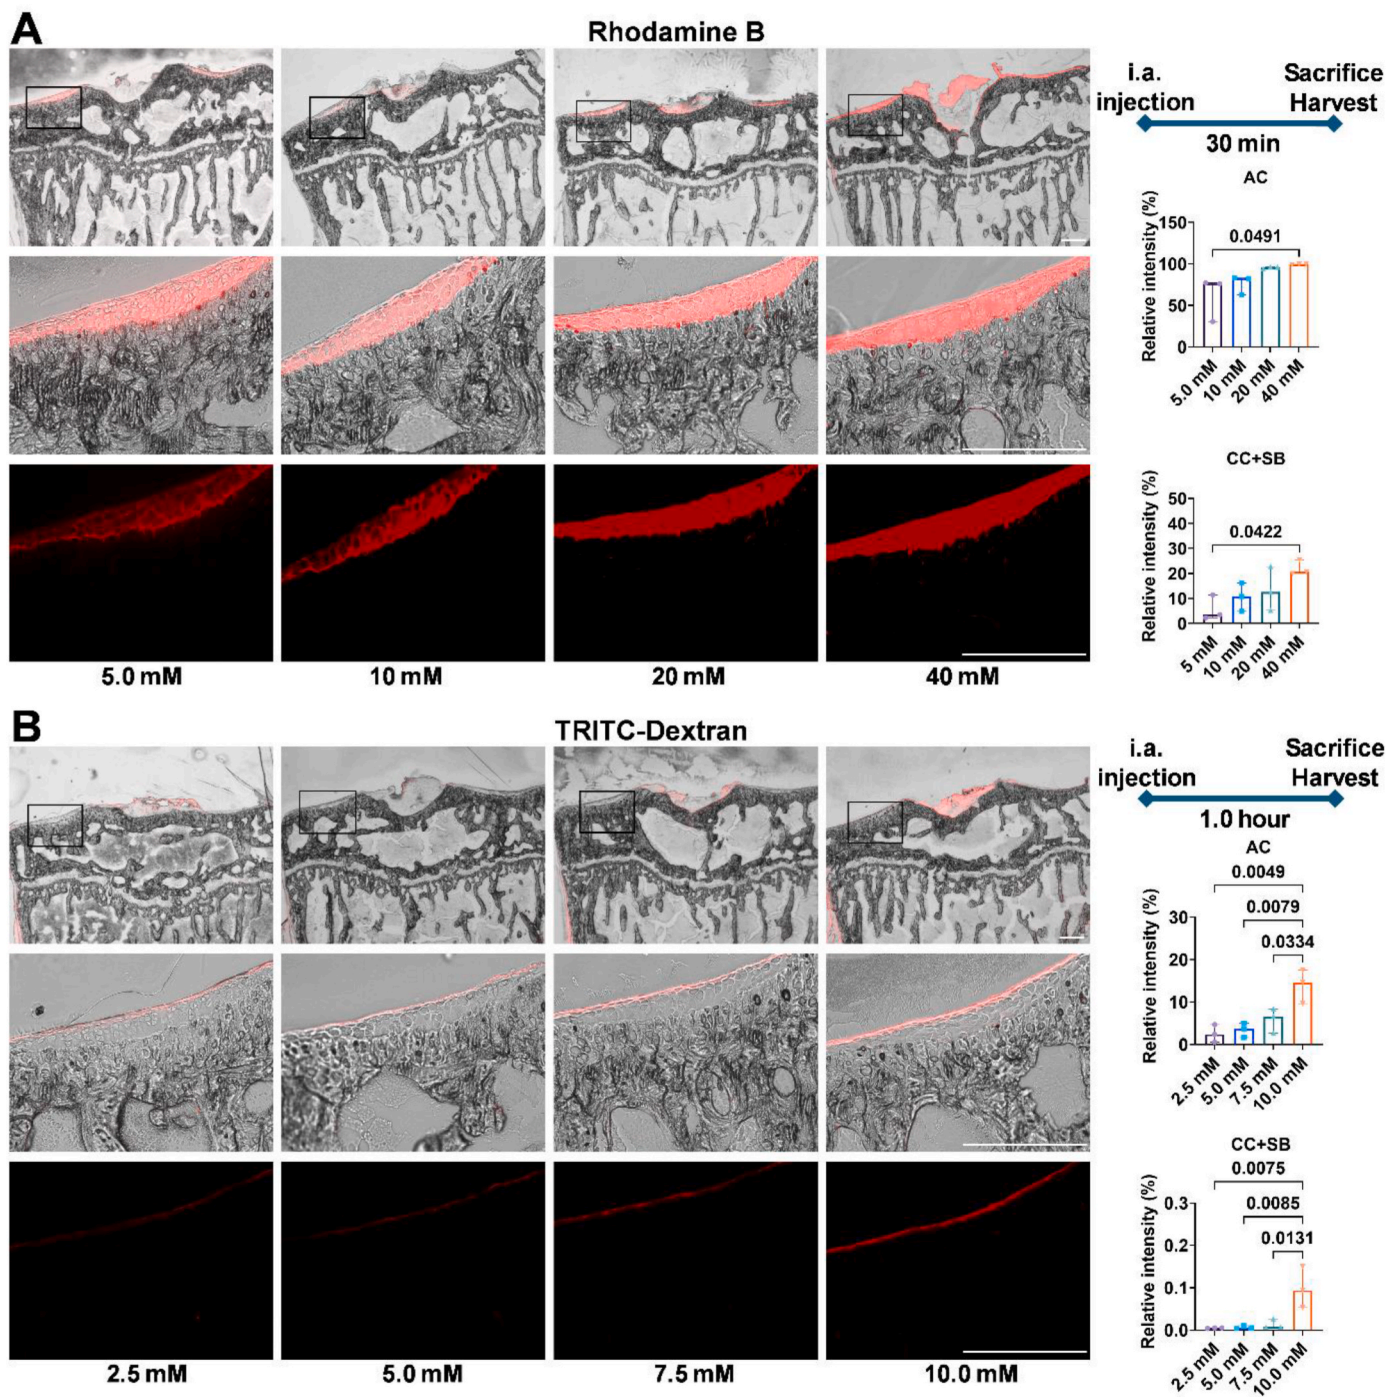 A
Rhodamine B
i.a.
injection
Sacrifice
Harvest
30 min
AC
Relative intensity (%)
150
100
50
0
0.0491
5.0 mM
10 mM
20 mM
40 mM
CC+SB
Relative intensity (%)
50
40
30
20
10
0
0.0422
5 mM
10 mM
20 mM
40 mM
5.0 mM
10 mM
20 mM
40 mM
B
TRITC-Dextran
i.a.
injection
Sacrifice
Harvest
1.0 hour
AC
0.0049
0.0079
0.0334
Relative intensity (%)
30
20
10
0
2.5 mM
5.0 mM
7.5 mM
10.0 mM
CC+SB
0.0075
0.0085
0.0131
Relative intensity (%)
0.3
0.2
0.1
0.0
2.5 mM
5.0 mM
7.5 mM
10.0 mM
2.5 mM
5.0 mM
7.5 mM
10.0 mM